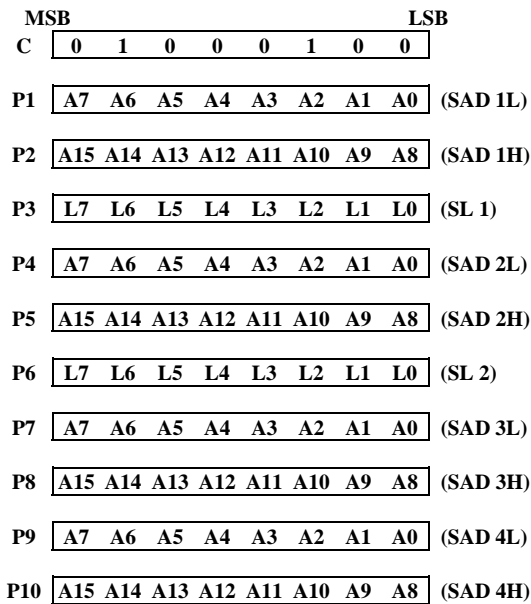 MSB LSB
C 0 1 0 0 0 1 0 0
P1 A7 A6 A5 A4 A3 A2 A1 A0 (SAD 1L)
P2 A15 A14 A13 A12 A11 A10 A9 A8 (SAD 1H)
P3 L7 L6 L5 L4 L3 L2 L1 L0 (SL 1)
P4 A7 A6 A5 A4 A3 A2 A1 A0 (SAD 2L)
P5 A15 A14 A13 A12 A11 A10 A9 A8 (SAD 2H)
P6 L7 L6 L5 L4 L3 L2 L1 L0 (SL 2)
P7 A7 A6 A5 A4 A3 A2 A1 A0 (SAD 3L)
P8 A15 A14 A13 A12 A11 A10 A9 A8 (SAD 3H)
P9 A7 A6 A5 A4 A3 A2 A1 A0 (SAD 4L)
P10 A15 A14 A13 A12 A11 A10 A9 A8 (SAD 4H)